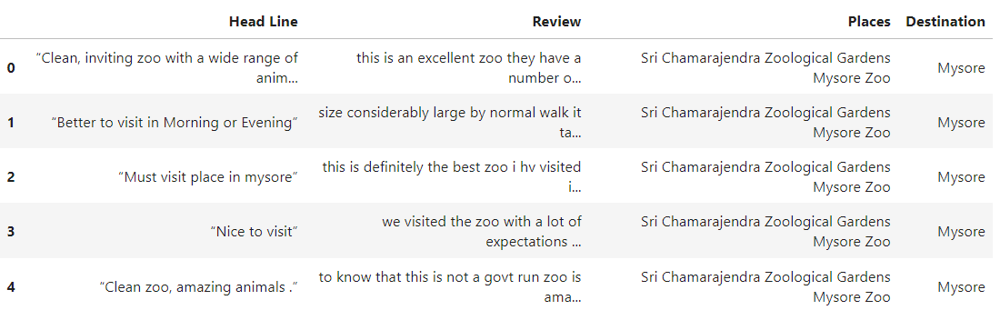 Head Line Review Places Destination
0 “Clean, inviting zoo with a wide range of anim... this is an excellent zoo they have a number o... Sri Chamarajendra Zoological Gardens Mysore Zoo Mysore
1 “Better to visit in Morning or Evening” size considerably large by normal walk it ta... Sri Chamarajendra Zoological Gardens Mysore Zoo Mysore
2 “Must visit place in mysore” this is definitely the best zoo i hv visited i... Sri Chamarajendra Zoological Gardens Mysore Zoo Mysore
3 “Nice to visit” we visited the zoo with a lot of expectations ... Sri Chamarajendra Zoological Gardens Mysore Zoo Mysore
4 “Clean zoo, amazing animals .” to know that this is not a govt run zoo is ama... Sri Chamarajendra Zoological Gardens Mysore Zoo Mysore